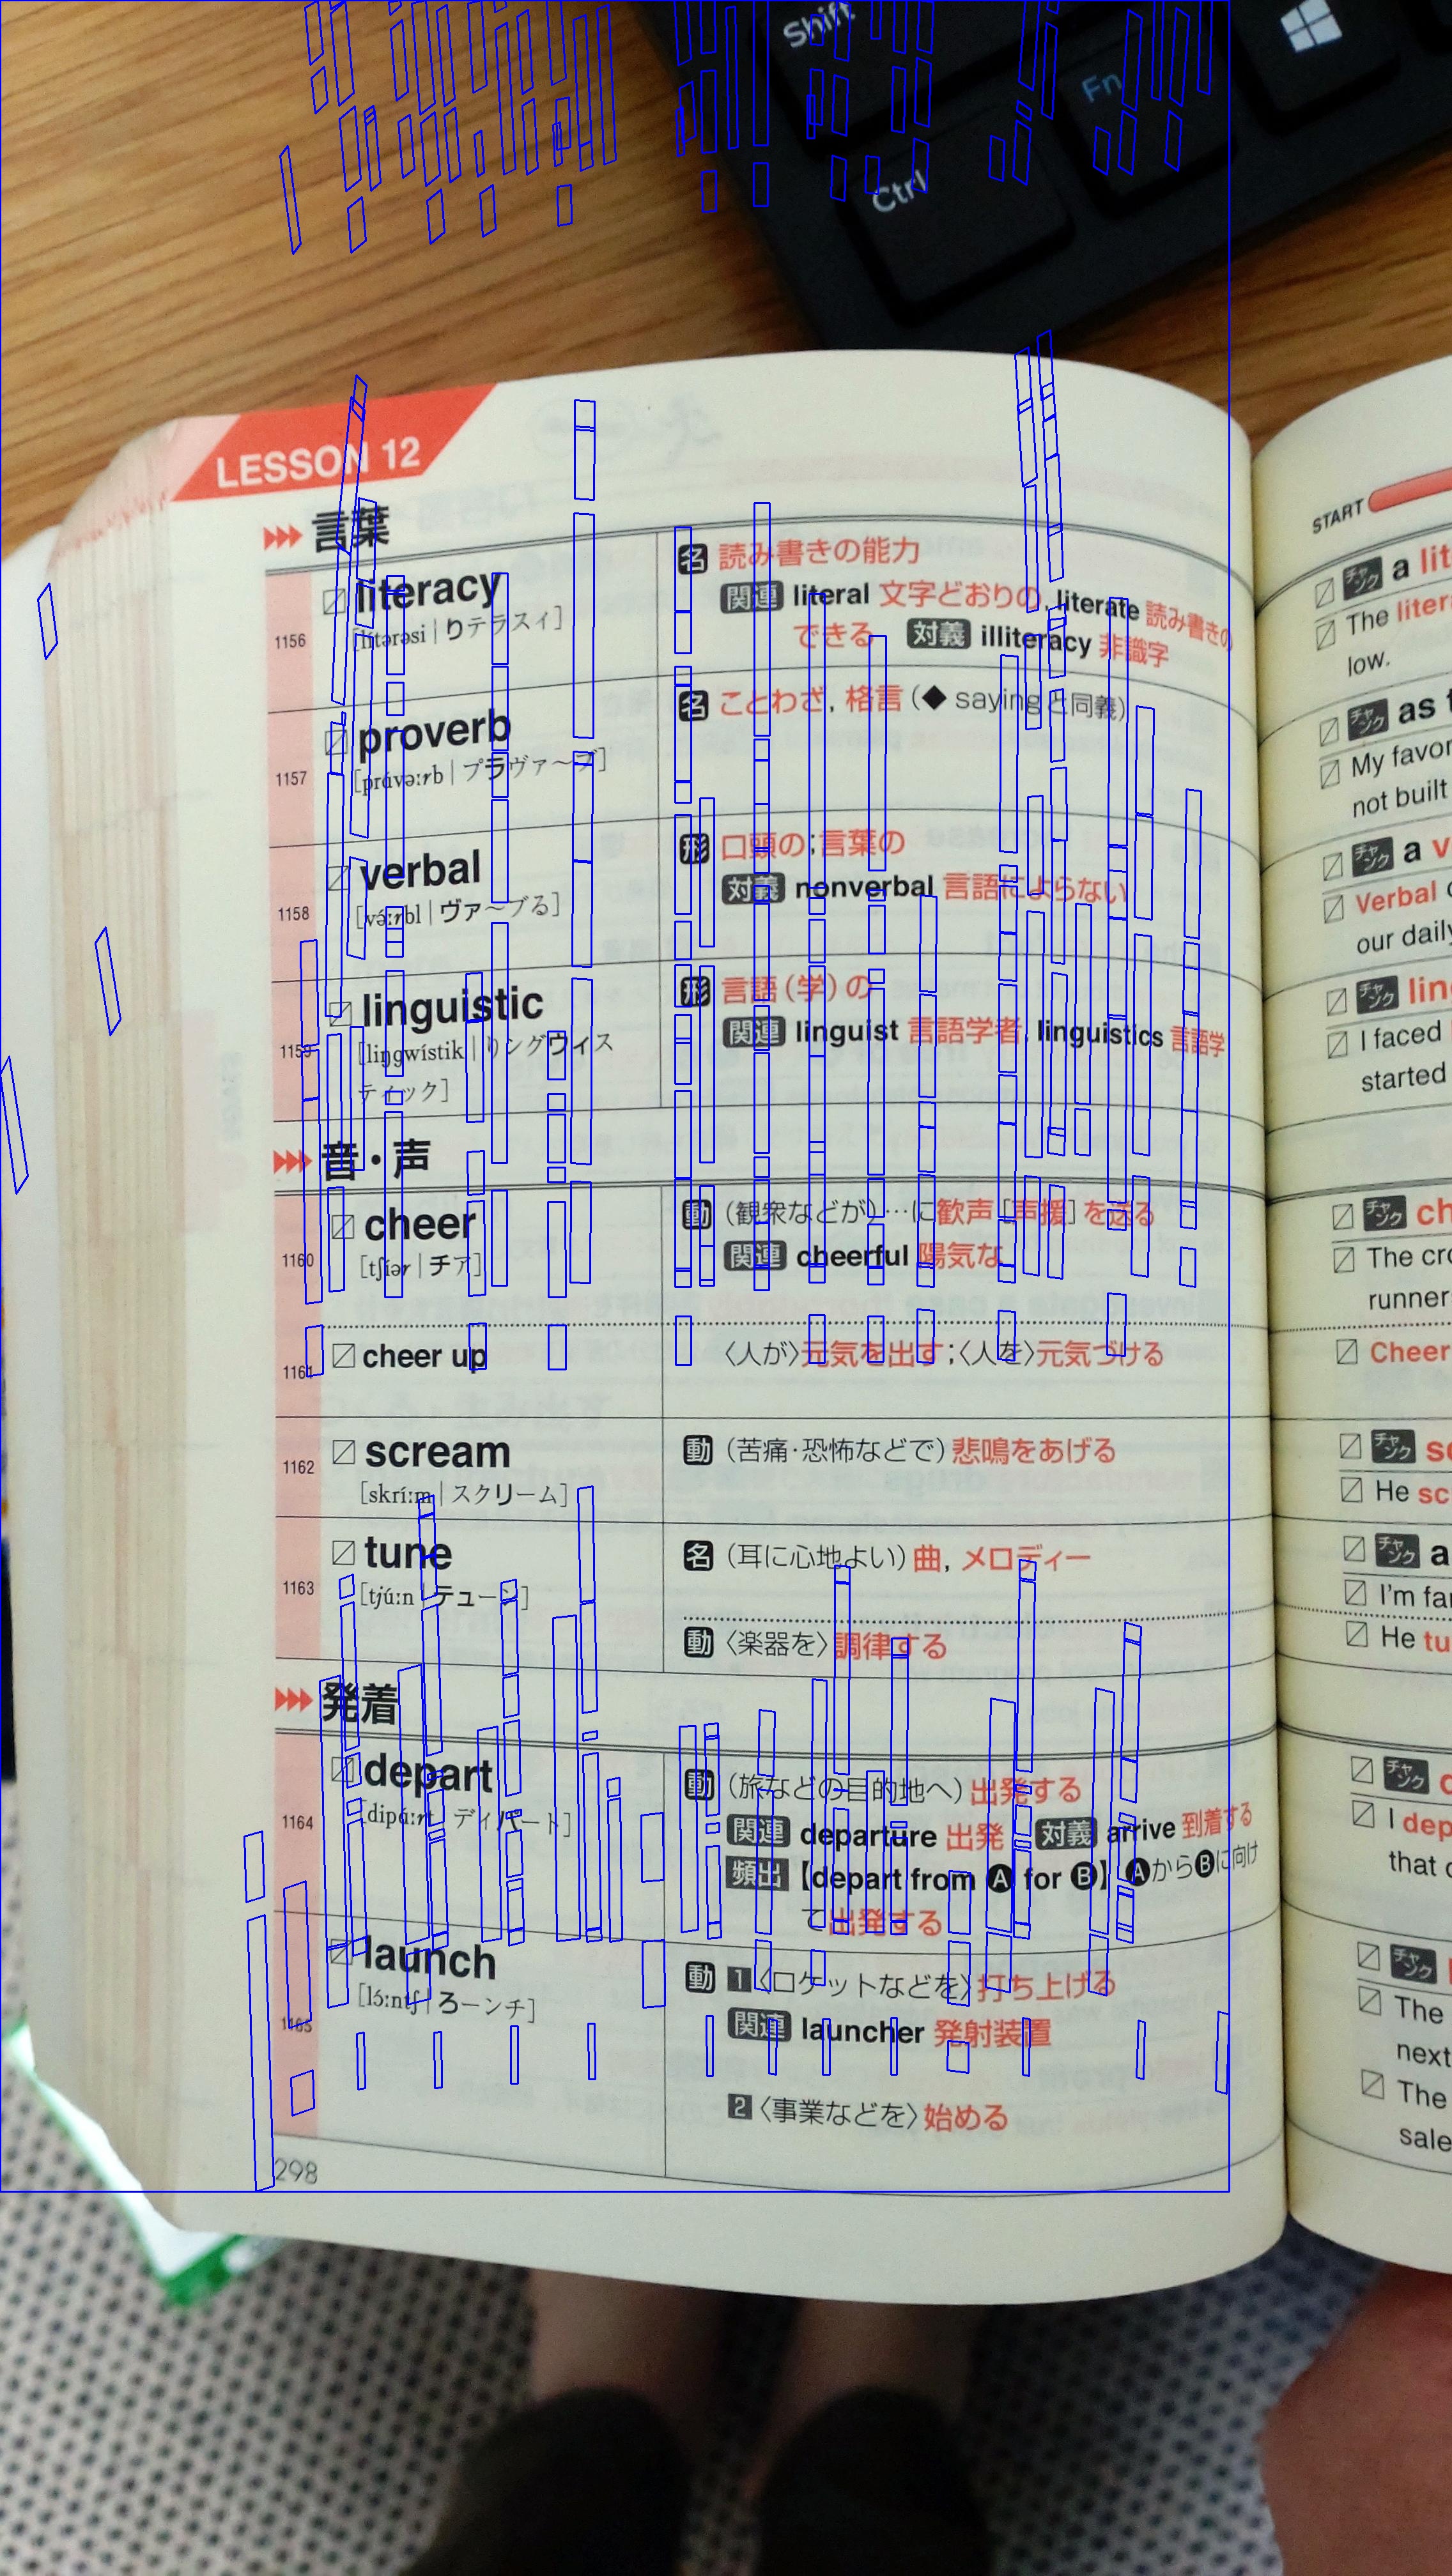 Shift
Fn
Ctrl
LESSON 12
言葉
1156
literacy
[lítərəsi | りテラスィ]
名 読み書きの能力
関連 literal 文字どおりの, literate 読み書きの
できる 対義 illiteracy 非識字
1157
proverb
[právəːrb | プラヴァ〜ブ]
名 ことわざ, 格言 (◆ sayingと同義)
1158
verbal
[və́ːrbl | ヴァ〜ブる]
形 口頭の;言葉の
対義 nonverbal 言語によらない
1159
linguistic
[liŋgwístik | リングウィス
ティック]
形 言語(学)の
関連 linguist 言語学者, linguistics 言語学
音・声
1160
cheer
[tʃíər | チア]
動 (観衆などが)…に歓声[声援]を送る
関連 cheerful 陽気な
1161
cheer up
〈人が〉元気を出す;〈人を〉元気づける
1162
scream
[skríːm | スクリーム]
動 (苦痛・恐怖などで) 悲鳴をあげる
1163
tune
[tjúːn | テューン]
名 (耳に心地よい) 曲, メロディー
動 〈楽器を〉調律する
発着
1164
depart
[dipáːrt | ディパート]
動 (旅などの目的地へ) 出発する
関連 departure 出発 対義 arrive 到着する
頻出 【depart from A for B】 AからBに向け
て出発する
1165
launch
[lɔ́ːntʃ | ろーンチ]
動 1 〈ロケットなどを〉打ち上げる
関連 launcher 発射装置
2 〈事業などを〉始める
298
START
チャンク a lit
The liter
low.
チャンク as
My favor
not built
チャンク a v
Verbal
our daily
チャンク ling
I faced
started
チャンク ch
The cro
runner
Cheer
チャンク sc
He sc
チャンク a
I'm fa
He tu
チャンク
I dep
that
チャンク
The
next
The
sale